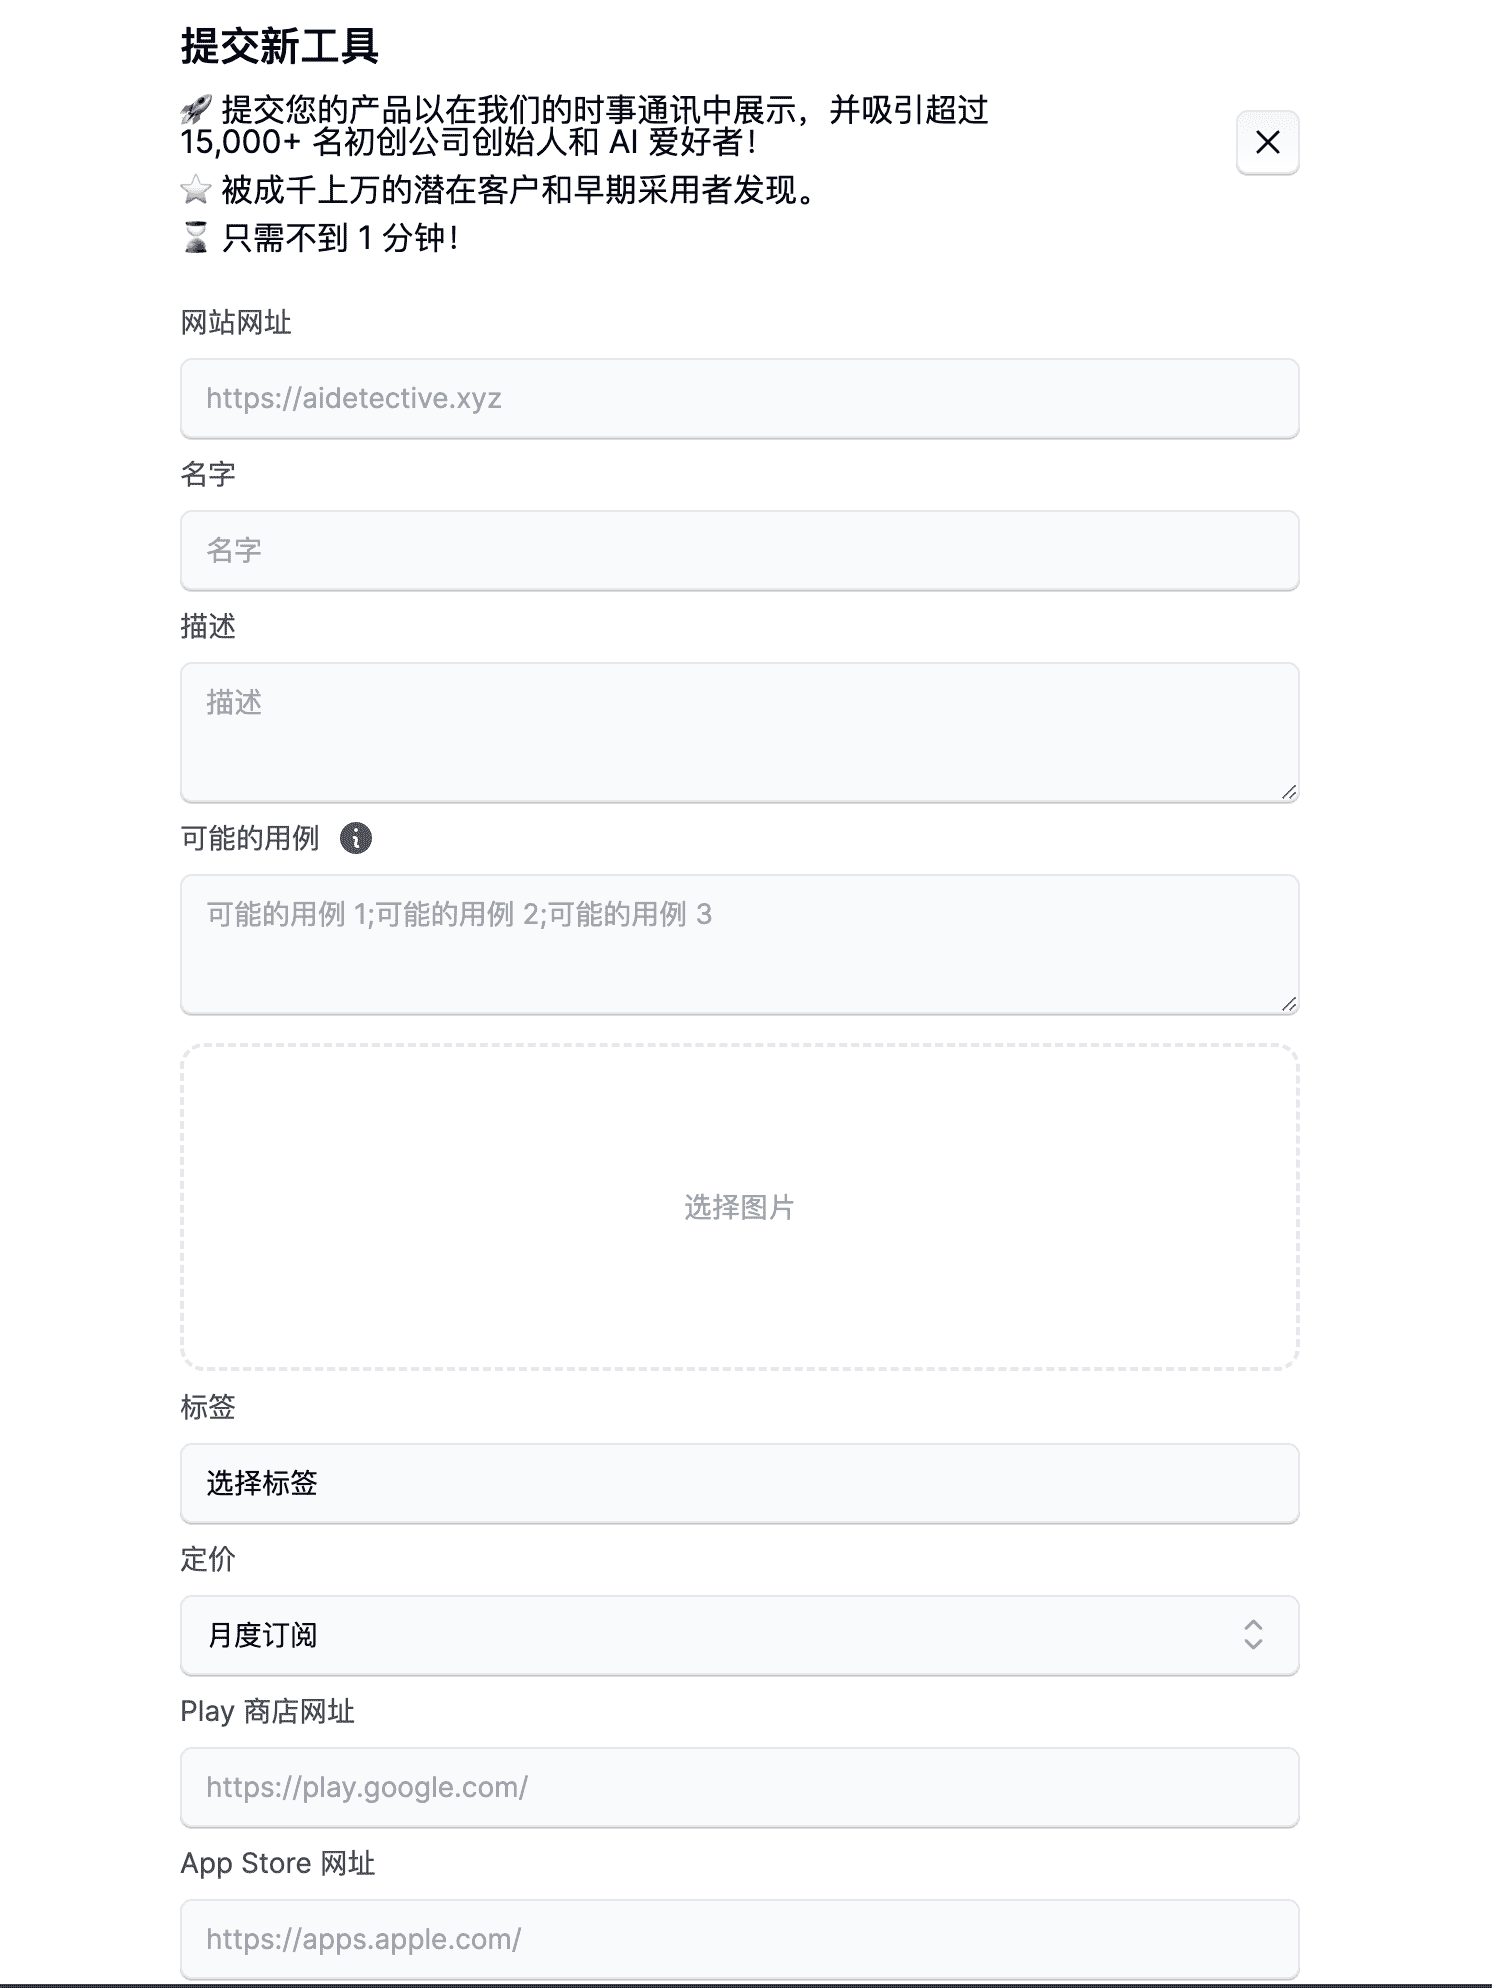 提交新工具
🚀 提交您的产品以在我们的时事通讯中展示，并吸引超过
15,000+ 名初创公司创始人和 AI 爱好者！
⭐ 被成千上万的潜在客户和早期采用者发现。
⏳ 只需不到 1 分钟！
网站网址
https://aidetective.xyz
名字
名字
描述
描述
可能的用例
可能的用例 1;可能的用例 2;可能的用例 3
选择图片
标签
选择标签
定价
月度订阅
Play 商店网址
https://play.google.com/
App Store 网址
https://apps.apple.com/